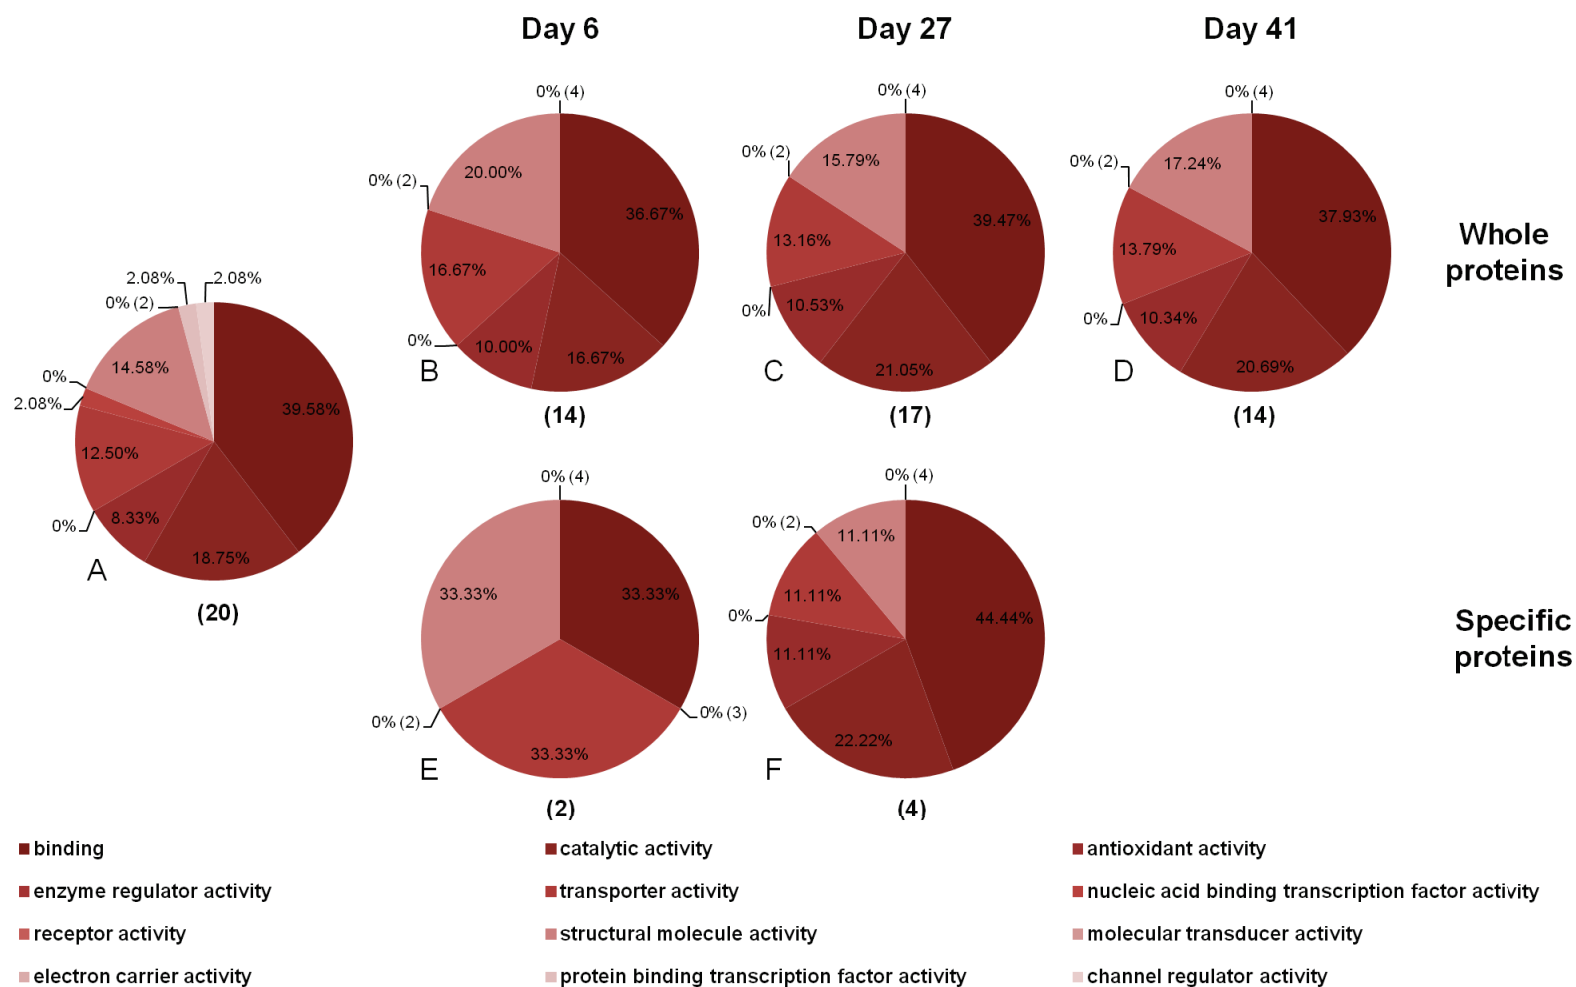 Day 6
Day 27
Day 41
0% (4)
0% (2)
20.00%
36.67%
16.67%
0%
10.00%
16.67%
B
(14)
0% (4)
0% (2)
15.79%
39.47%
13.16%
0%
10.53%
21.05%
C
(17)
0% (4)
0% (2)
17.24%
37.93%
13.79%
0%
10.34%
20.69%
D
(14)
Whole
proteins
2.08%
2.08%
0% (2)
14.58%
0%
2.08%
39.58%
12.50%
0%
8.33%
18.75%
A
(20)
0% (4)
33.33%
33.33%
0% (2)
0% (3)
33.33%
E
(2)
0% (4)
0% (2)
11.11%
11.11%
44.44%
0%
11.11%
22.22%
F
(4)
Specific
proteins
binding
catalytic activity
antioxidant activity
enzyme regulator activity
transporter activity
nucleic acid binding transcription factor activity
receptor activity
structural molecule activity
molecular transducer activity
electron carrier activity
protein binding transcription factor activity
channel regulator activity